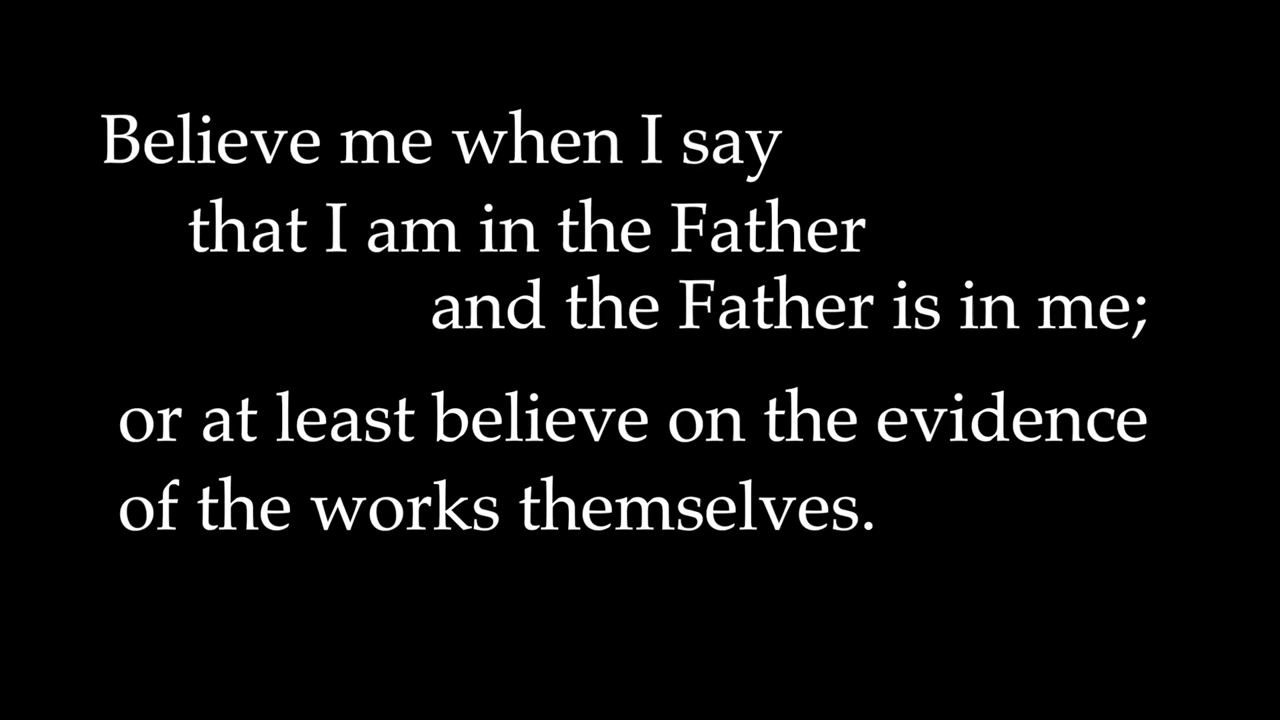 Believe me when I say
that I am in the Father
and the Father is in me;
or at least believe on the evidence
of the works themselves.